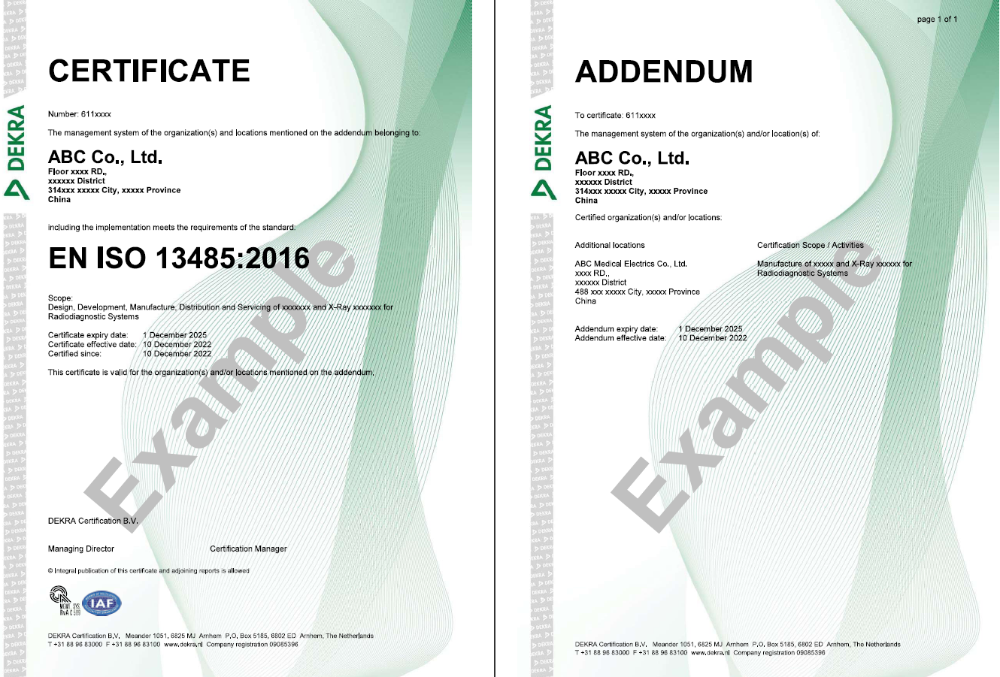 CERTIFICATE
Number: 611xxxx
The management system of the organization(s) and locations mentioned on the addendum belonging to:
ABC Co., Ltd.
Floor xxxx RD.,
xxxxxx District
314xxx xxxxx City, xxxxx Province
China
including the implementation meets the requirements of the standard:
EN ISO 13485:2016
Scope:
Design, Development, Manufacture, Distribution and Servicing of xxxxxxx and X-Ray xxxxxxx for
Radiodiagnostic Systems
Certificate expiry date: 1 December 2025
Certificate effective date: 10 December 2022
Certified since: 10 December 2022
This certificate is valid for the organization(s) and/or locations mentioned on the addendum.
Example
DEKRA Certification B.V.
Managing Director Certification Manager
© Integral publication of this certificate and adjoining reports is allowed
MGMT. SYS.
RvA C 589
IAF
DEKRA Certification B.V. Meander 1051, 6825 MJ Arnhem P.O. Box 5185, 6802 ED Arnhem, The Netherlands
T +31 88 96 83000 F +31 88 96 83100 www.dekra.nl Company registration 09085396
DEKRA
page 1 of 1
ADDENDUM
To certificate: 611xxxx
The management system of the organization(s) and/or location(s) of:
ABC Co., Ltd.
Floor xxxx RD.,
xxxxxx District
314xxx xxxxx City, xxxxx Province
China
Certified organization(s) and/or locations:
Additional locations Certification Scope / Activities
ABC Medical Electrics Co., Ltd. Manufacture of xxxxx and X-Ray xxxxxx for
xxxx RD., Radiodiagnostic Systems
xxxxxx District
488 xxx xxxxx City, xxxxx Province
China
Addendum expiry date: 1 December 2025
Addendum effective date: 10 December 2022
Example
DEKRA Certification B.V. Meander 1051, 6825 MJ Arnhem P.O. Box 5185, 6802 ED Arnhem, The Netherlands
T +31 88 96 83000 F +31 88 96 83100 www.dekra.nl Company registration 09085396
DEKRA